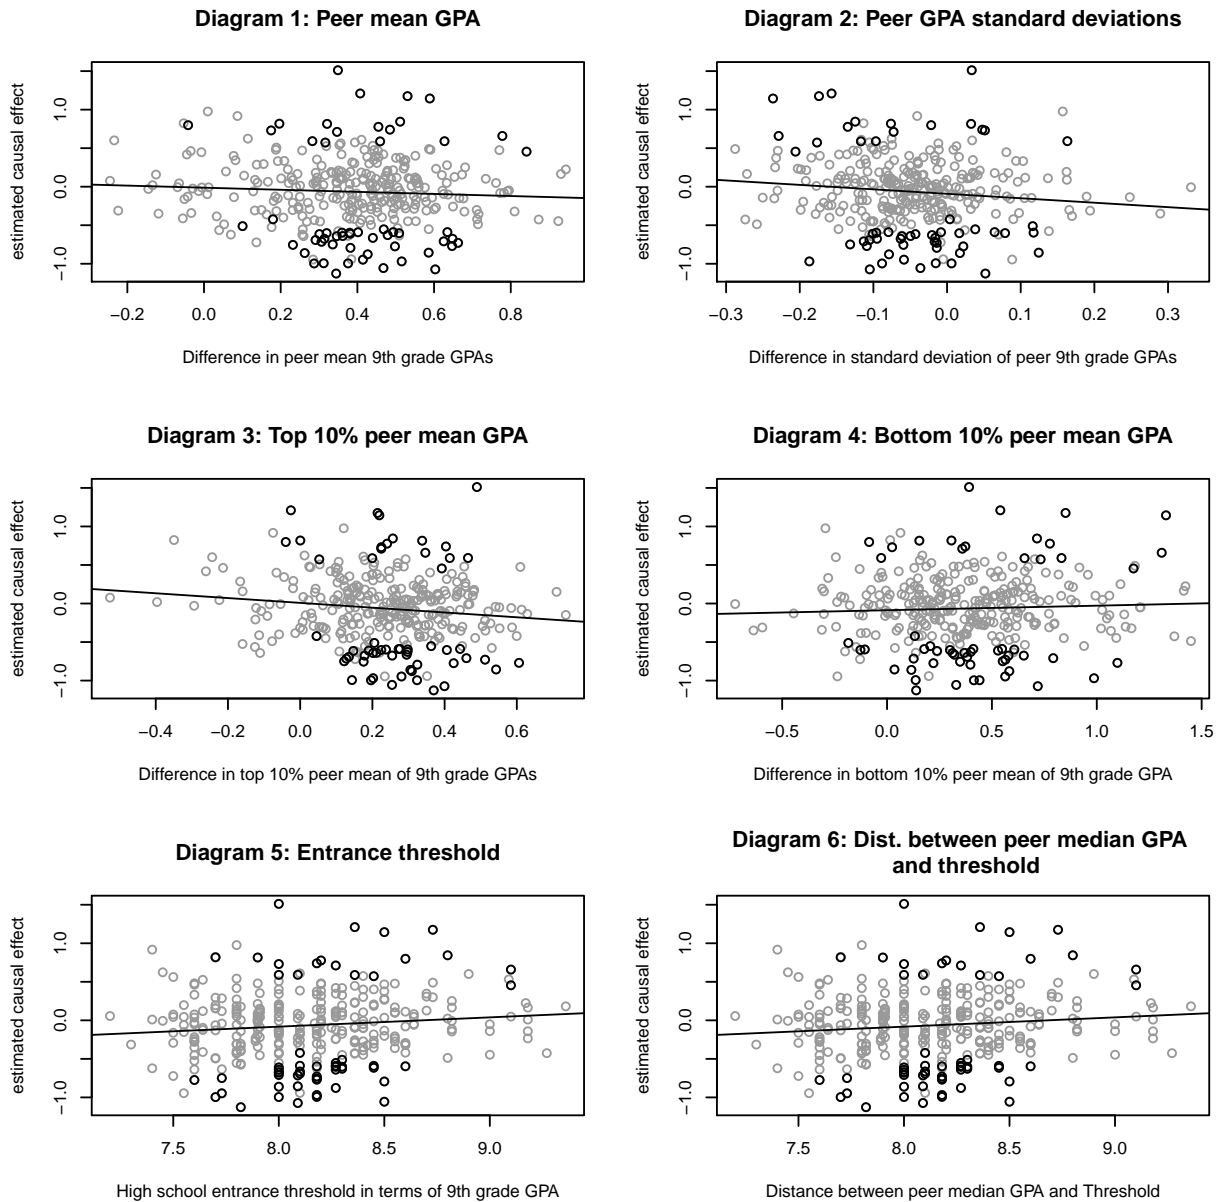 Diagram 1: Peer mean GPA
estimated causal effect
1.0
0.0
−1.0
−0.2 0.0 0.2 0.4 0.6 0.8
Difference in peer mean 9th grade GPAs
Diagram 2: Peer GPA standard deviations
estimated causal effect
1.0
0.0
−1.0
−0.3 −0.2 −0.1 0.0 0.1 0.2 0.3
Difference in standard deviation of peer 9th grade GPAs
Diagram 3: Top 10% peer mean GPA
estimated causal effect
1.0
0.0
−1.0
−0.4 −0.2 0.0 0.2 0.4 0.6
Difference in top 10% peer mean of 9th grade GPAs
Diagram 4: Bottom 10% peer mean GPA
estimated causal effect
1.0
0.0
−1.0
−0.5 0.0 0.5 1.0 1.5
Difference in bottom 10% peer mean of 9th grade GPA
Diagram 5: Entrance threshold
estimated causal effect
1.0
0.0
−1.0
7.5 8.0 8.5 9.0
High school entrance threshold in terms of 9th grade GPA
Diagram 6: Dist. between peer median GPA
and threshold
estimated causal effect
1.0
0.0
−1.0
7.5 8.0 8.5 9.0
Distance between peer median GPA and Threshold